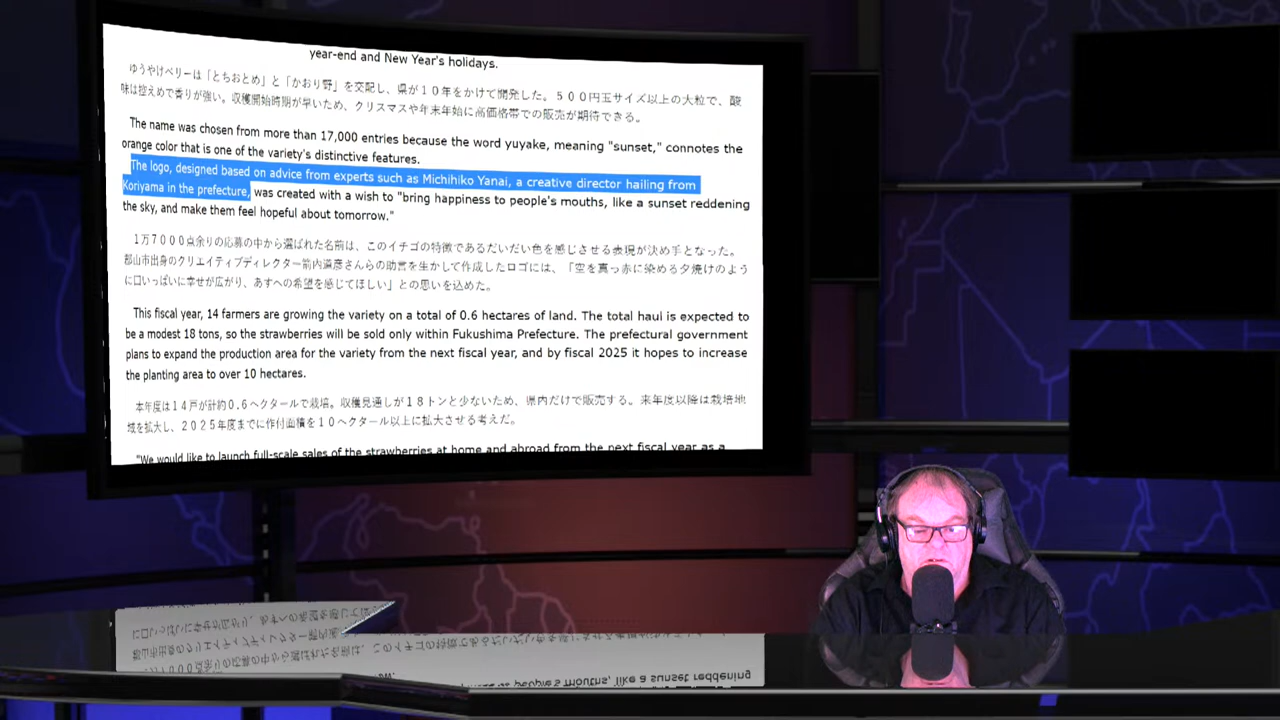 year-end and New Year's holidays.
ゆうやけベリーは「とちおとめ」と「かおり野」を交配し、県が１０年をかけて開発した。５００円玉サイズ以上の大粒で、酸
味は控えめで香りが強い。収穫開始時期が早いため、クリスマスや年末年始に高価格帯での販売が期待できる。
The name was chosen from more than 17,000 entries because the word yuyake, meaning "sunset," connotes the
orange color that is one of the variety's distinctive features.
The logo, designed based on advice from experts such as Michihiko Yanai, a creative director hailing from
Koriyama in the prefecture, was created with a wish to "bring happiness to people's mouths, like a sunset reddening
the sky, and make them feel hopeful about tomorrow."
１万７０００点余りの応募の中から選ばれた名前は、このイチゴの特徴であるだいだい色を感じさせる表現が決め手となった。
郡山市出身のクリエイティブディレクター箭内道彦さんらの助言を生かして作成したロゴには、「空を真っ赤に染める夕焼けのよう
に口いっぱいに幸せが広がり、あすへの希望を感じてほしい」との思いを込めた。
This fiscal year, 14 farmers are growing the variety on a total of 0.6 hectares of land. The total haul is expected to
be a modest 18 tons, so the strawberries will be sold only within Fukushima Prefecture. The prefectural government
plans to expand the production area for the variety from the next fiscal year, and by fiscal 2025 it hopes to increase
the planting area to over 10 hectares.
本年度は１４戸が計約０.６ヘクタールで栽培。収穫見通しが１８トンと少ないため、県内だけで販売する。来年度以降は栽培地
域を拡大し、２０２５年度までに作付面積を１０ヘクタール以上に拡大させる考えだ。
"We would like to launch full-scale sales of the strawberries at home and abroad from the next fiscal year as a